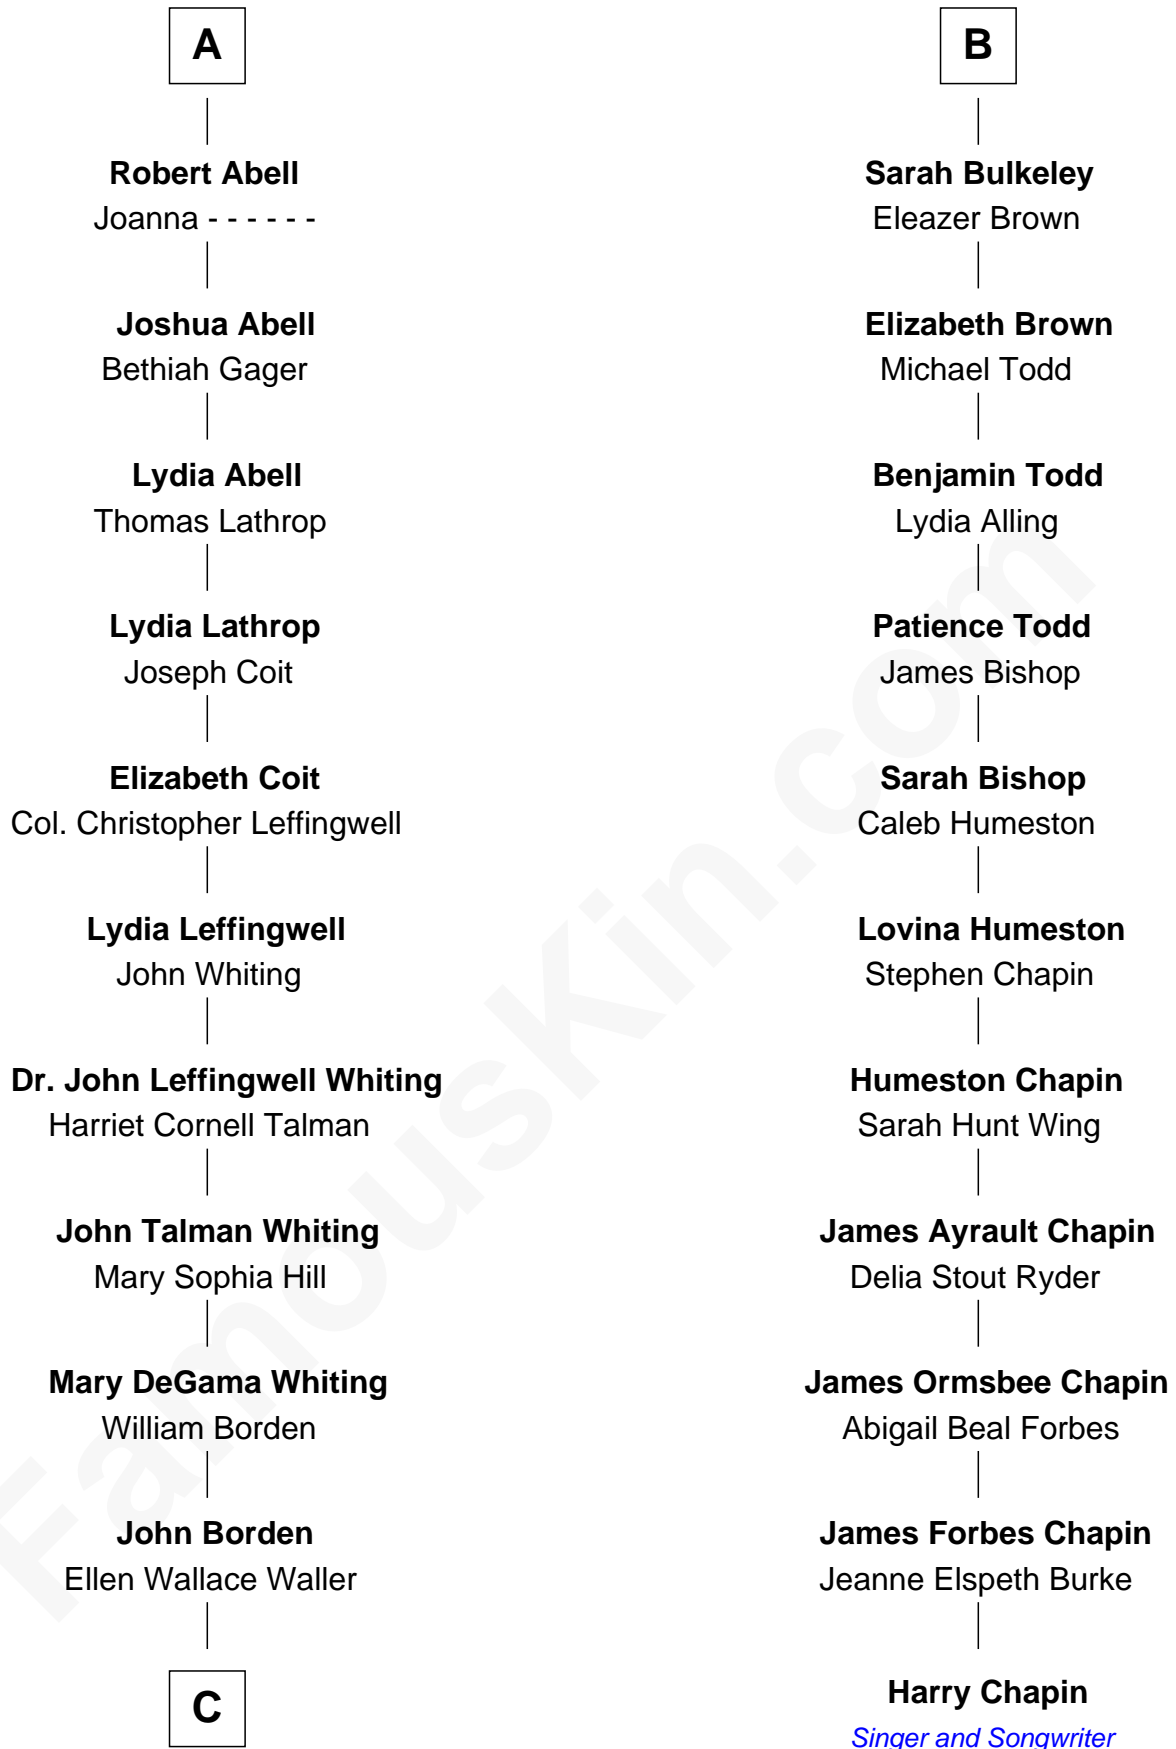 A
Robert Abell
Joanna - - - - - -
Joshua Abell
Bethiah Gager
Lydia Abell
Thomas Lathrop
Lydia Lathrop
Joseph Coit
Elizabeth Coit
Col. Christopher Leffingwell
Lydia Leffingwell
John Whiting
Dr. John Leffingwell Whiting
Harriet Cornell Talman
John Talman Whiting
Mary Sophia Hill
Mary DeGama Whiting
William Borden
John Borden
Ellen Wallace Waller
C
B
Sarah Bulkeley
Eleazer Brown
Elizabeth Brown
Michael Todd
Benjamin Todd
Lydia Alling
Patience Todd
James Bishop
Sarah Bishop
Caleb Humeston
Lovina Humeston
Stephen Chapin
Humeston Chapin
Sarah Hunt Wing
James Ayrault Chapin
Delia Stout Ryder
James Ormsbee Chapin
Abigail Beal Forbes
James Forbes Chapin
Jeanne Elspeth Burke
Harry Chapin
Singer and Songwriter
FamousKin.com